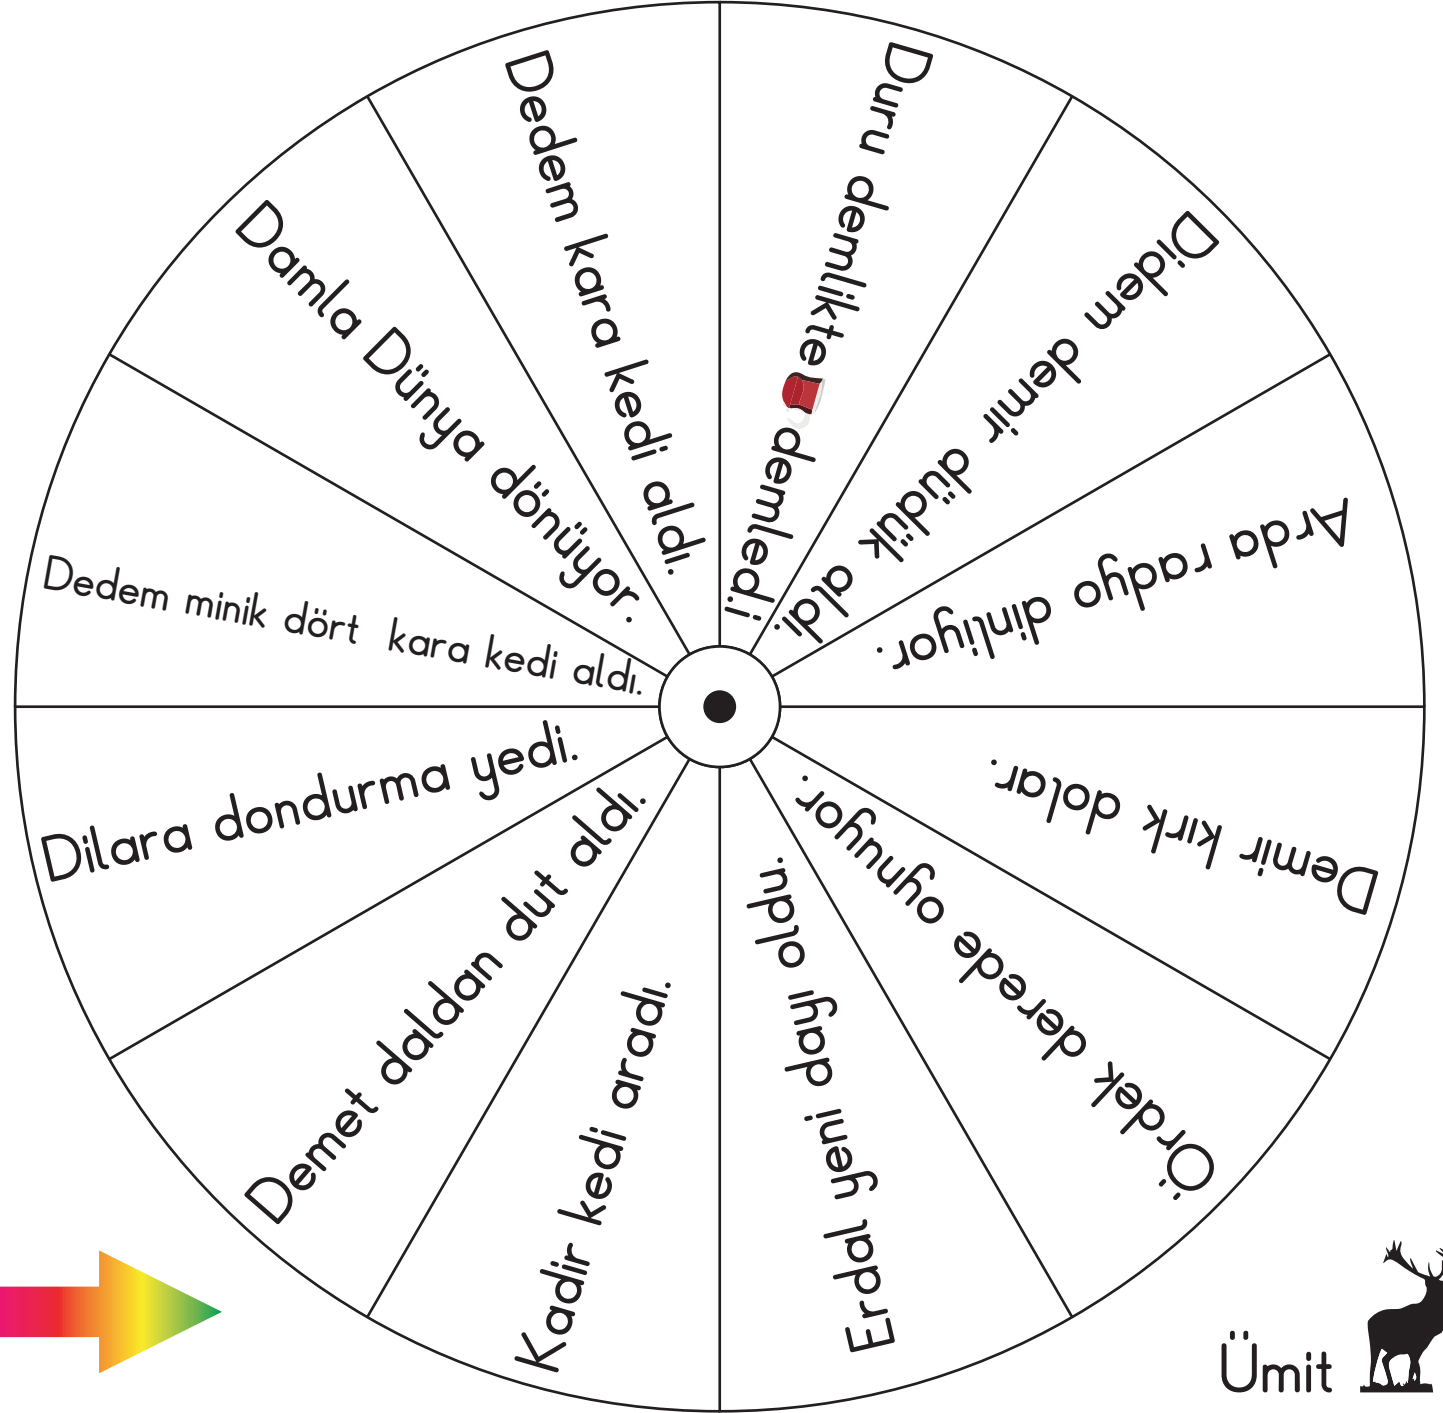 Duru demlikte demledi.
Didem demir düdük aldı.
Arda radyo dinliyor.
Demir kırk dolar.
Ördek derede oynuyor.
Erdal yeni dayı oldu.
Kadir kedi aradı.
Demet daldan dut aldı.
Dilara dondurma yedi.
Dedem minik dört kara kedi aldı.
Damla Dünya dönüyor.
Dedem kara kedi aldı.
Ümit